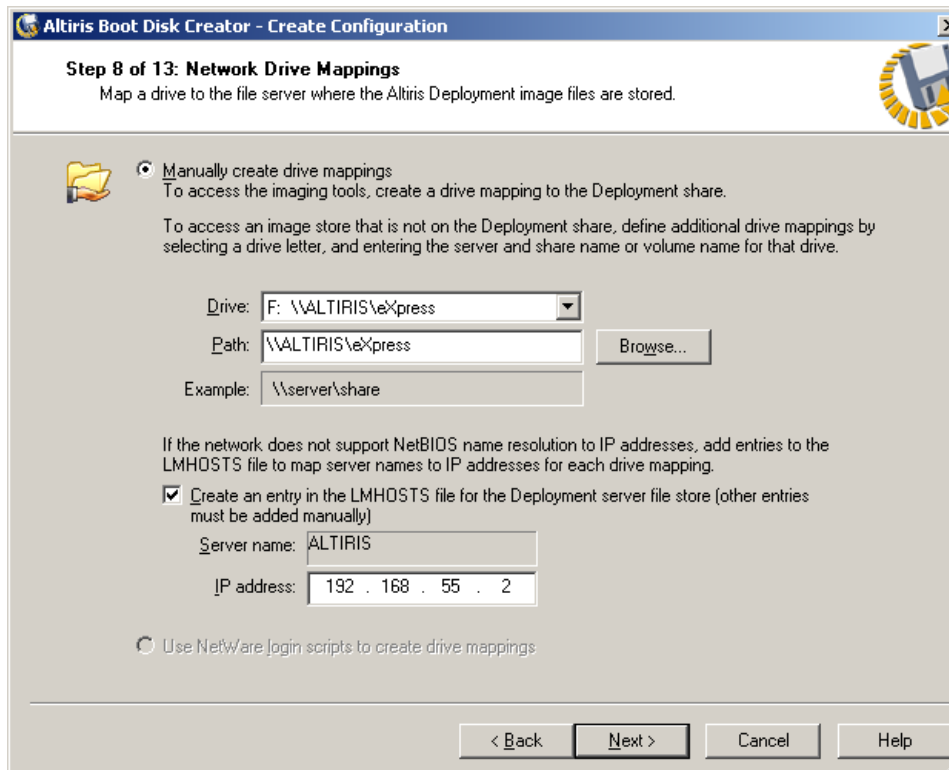 Altiris Boot Disk Creator - Create Configuration
Step 8 of 13: Network Drive Mappings
Map a drive to the file server where the Altiris Deployment image files are stored.
Manually create drive mappings
To access the imaging tools, create a drive mapping to the Deployment share.
To access an image store that is not on the Deployment share, define additional drive mappings by
selecting a drive letter, and entering the server and share name or volume name for that drive.
Drive: F: \\ALTIRIS\eXpress
Path: \\ALTIRIS\eXpress Browse...
Example: \\server\share
If the network does not support NetBIOS name resolution to IP addresses, add entries to the
LMHOSTS file to map server names to IP addresses for each drive mapping.
Create an entry in the LMHOSTS file for the Deployment server file store (other entries
must be added manually)
Server name: ALTIRIS
IP address: 192 . 168 . 55 . 2
Use NetWare login scripts to create drive mappings
< Back Next > Cancel Help